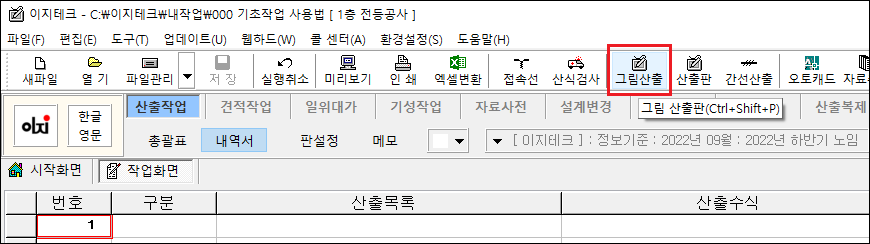 이지테크 - C:₩이지테크₩내작업₩000 기초작업 사용법 [ 1층 전등공사 ]
파일(F) 편집(E) 도구(T) 업데이트(U) 웹하드(W) 콜 센터(A) 환경설정(S) 도움말(H)
새파일 열 기 파일관리 저 장 실행취소 미리보기 인 쇄 엑셀변환 접속선 산식검사 그림산출 산출판 간선산출 오토캐드
산출작업 견적작업 일위대가 기성작업 자료사전 설계변경 산출복제
그림 산출판(Ctrl+Shift+P)
이지 한글 영문
총괄표 내역서 판설정 메모 [ 이지테크 ] : 정보기준 : 2022년 09월 : 2022년 하반기 노임
시작화면 작업화면
번호 구분 산출목록 산출수식
1